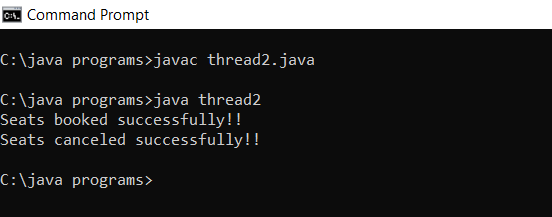 Command Prompt
C:\java programs>javac thread2.java
C:\java programs>java thread2
Seats booked successfully!!
Seats canceled successfully!!
C:\java programs>